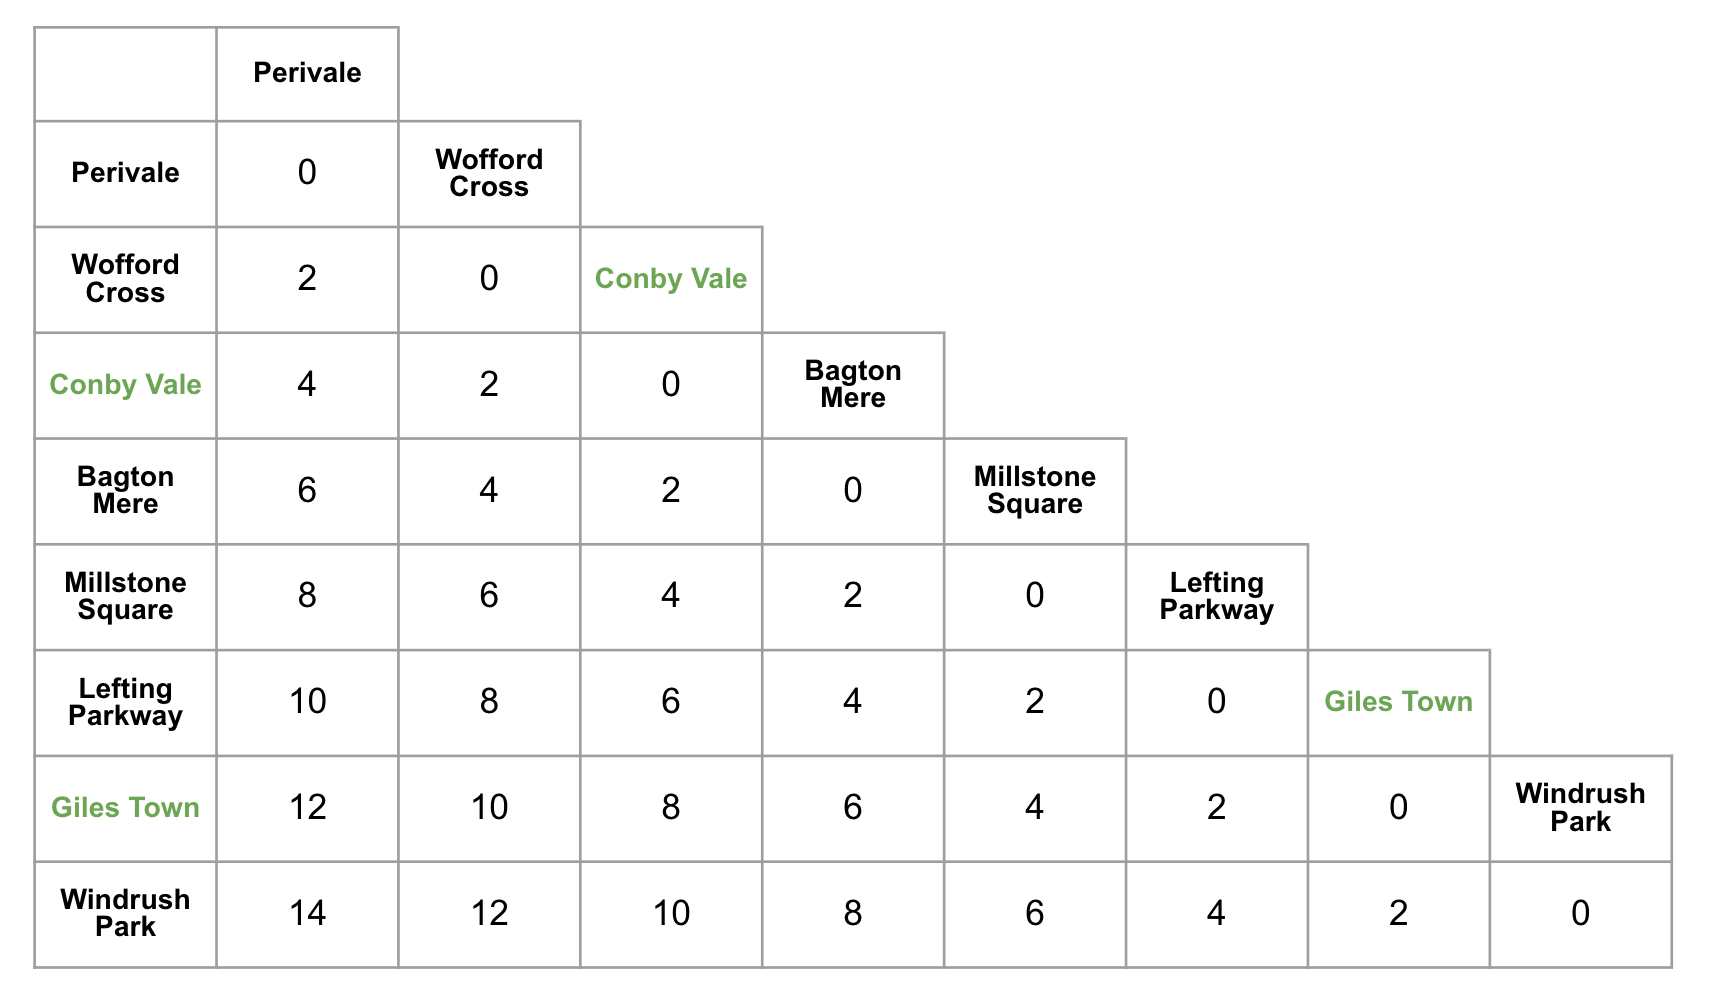 Perivale
Perivale 0 Wofford Cross
Wofford Cross 2 0 Conby Vale
Conby Vale 4 2 0 Bagton Mere
Bagton Mere 6 4 2 0 Millstone Square
Millstone Square 8 6 4 2 0 Lefting Parkway
Lefting Parkway 10 8 6 4 2 0 Giles Town
Giles Town 12 10 8 6 4 2 0 Windrush Park
Windrush Park 14 12 10 8 6 4 2 0